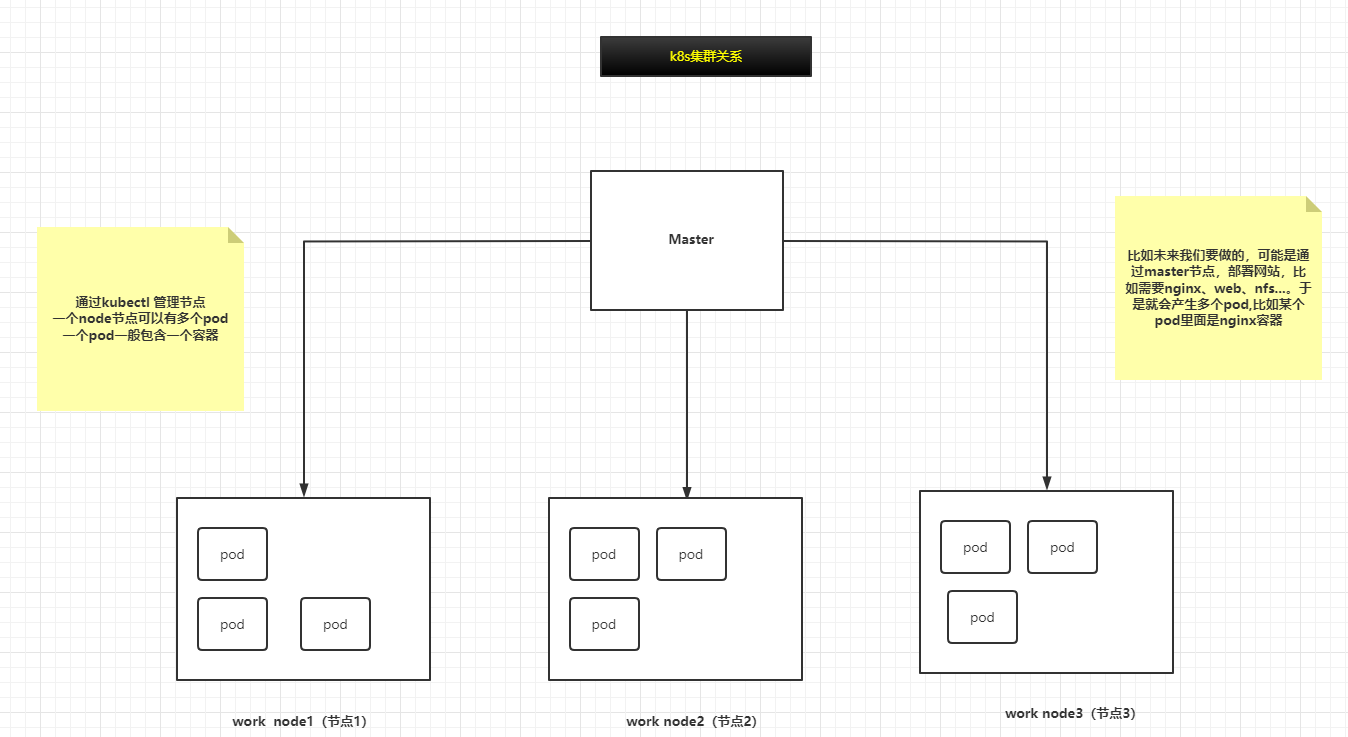 k8s集群关系
Master
通过kubectl 管理节点
一个node节点可以有多个pod
一个pod一般包含一个容器
比如未来我们要做的，可能是通
过master节点，部署网站，比
如需要nginx、web、nfs...。于
是就会产生多个pod,比如某个
pod里面是nginx容器
pod
pod
pod
work  node1（节点1）
pod
pod
pod
work node2（节点2）
pod
pod
pod
work node3（节点3）